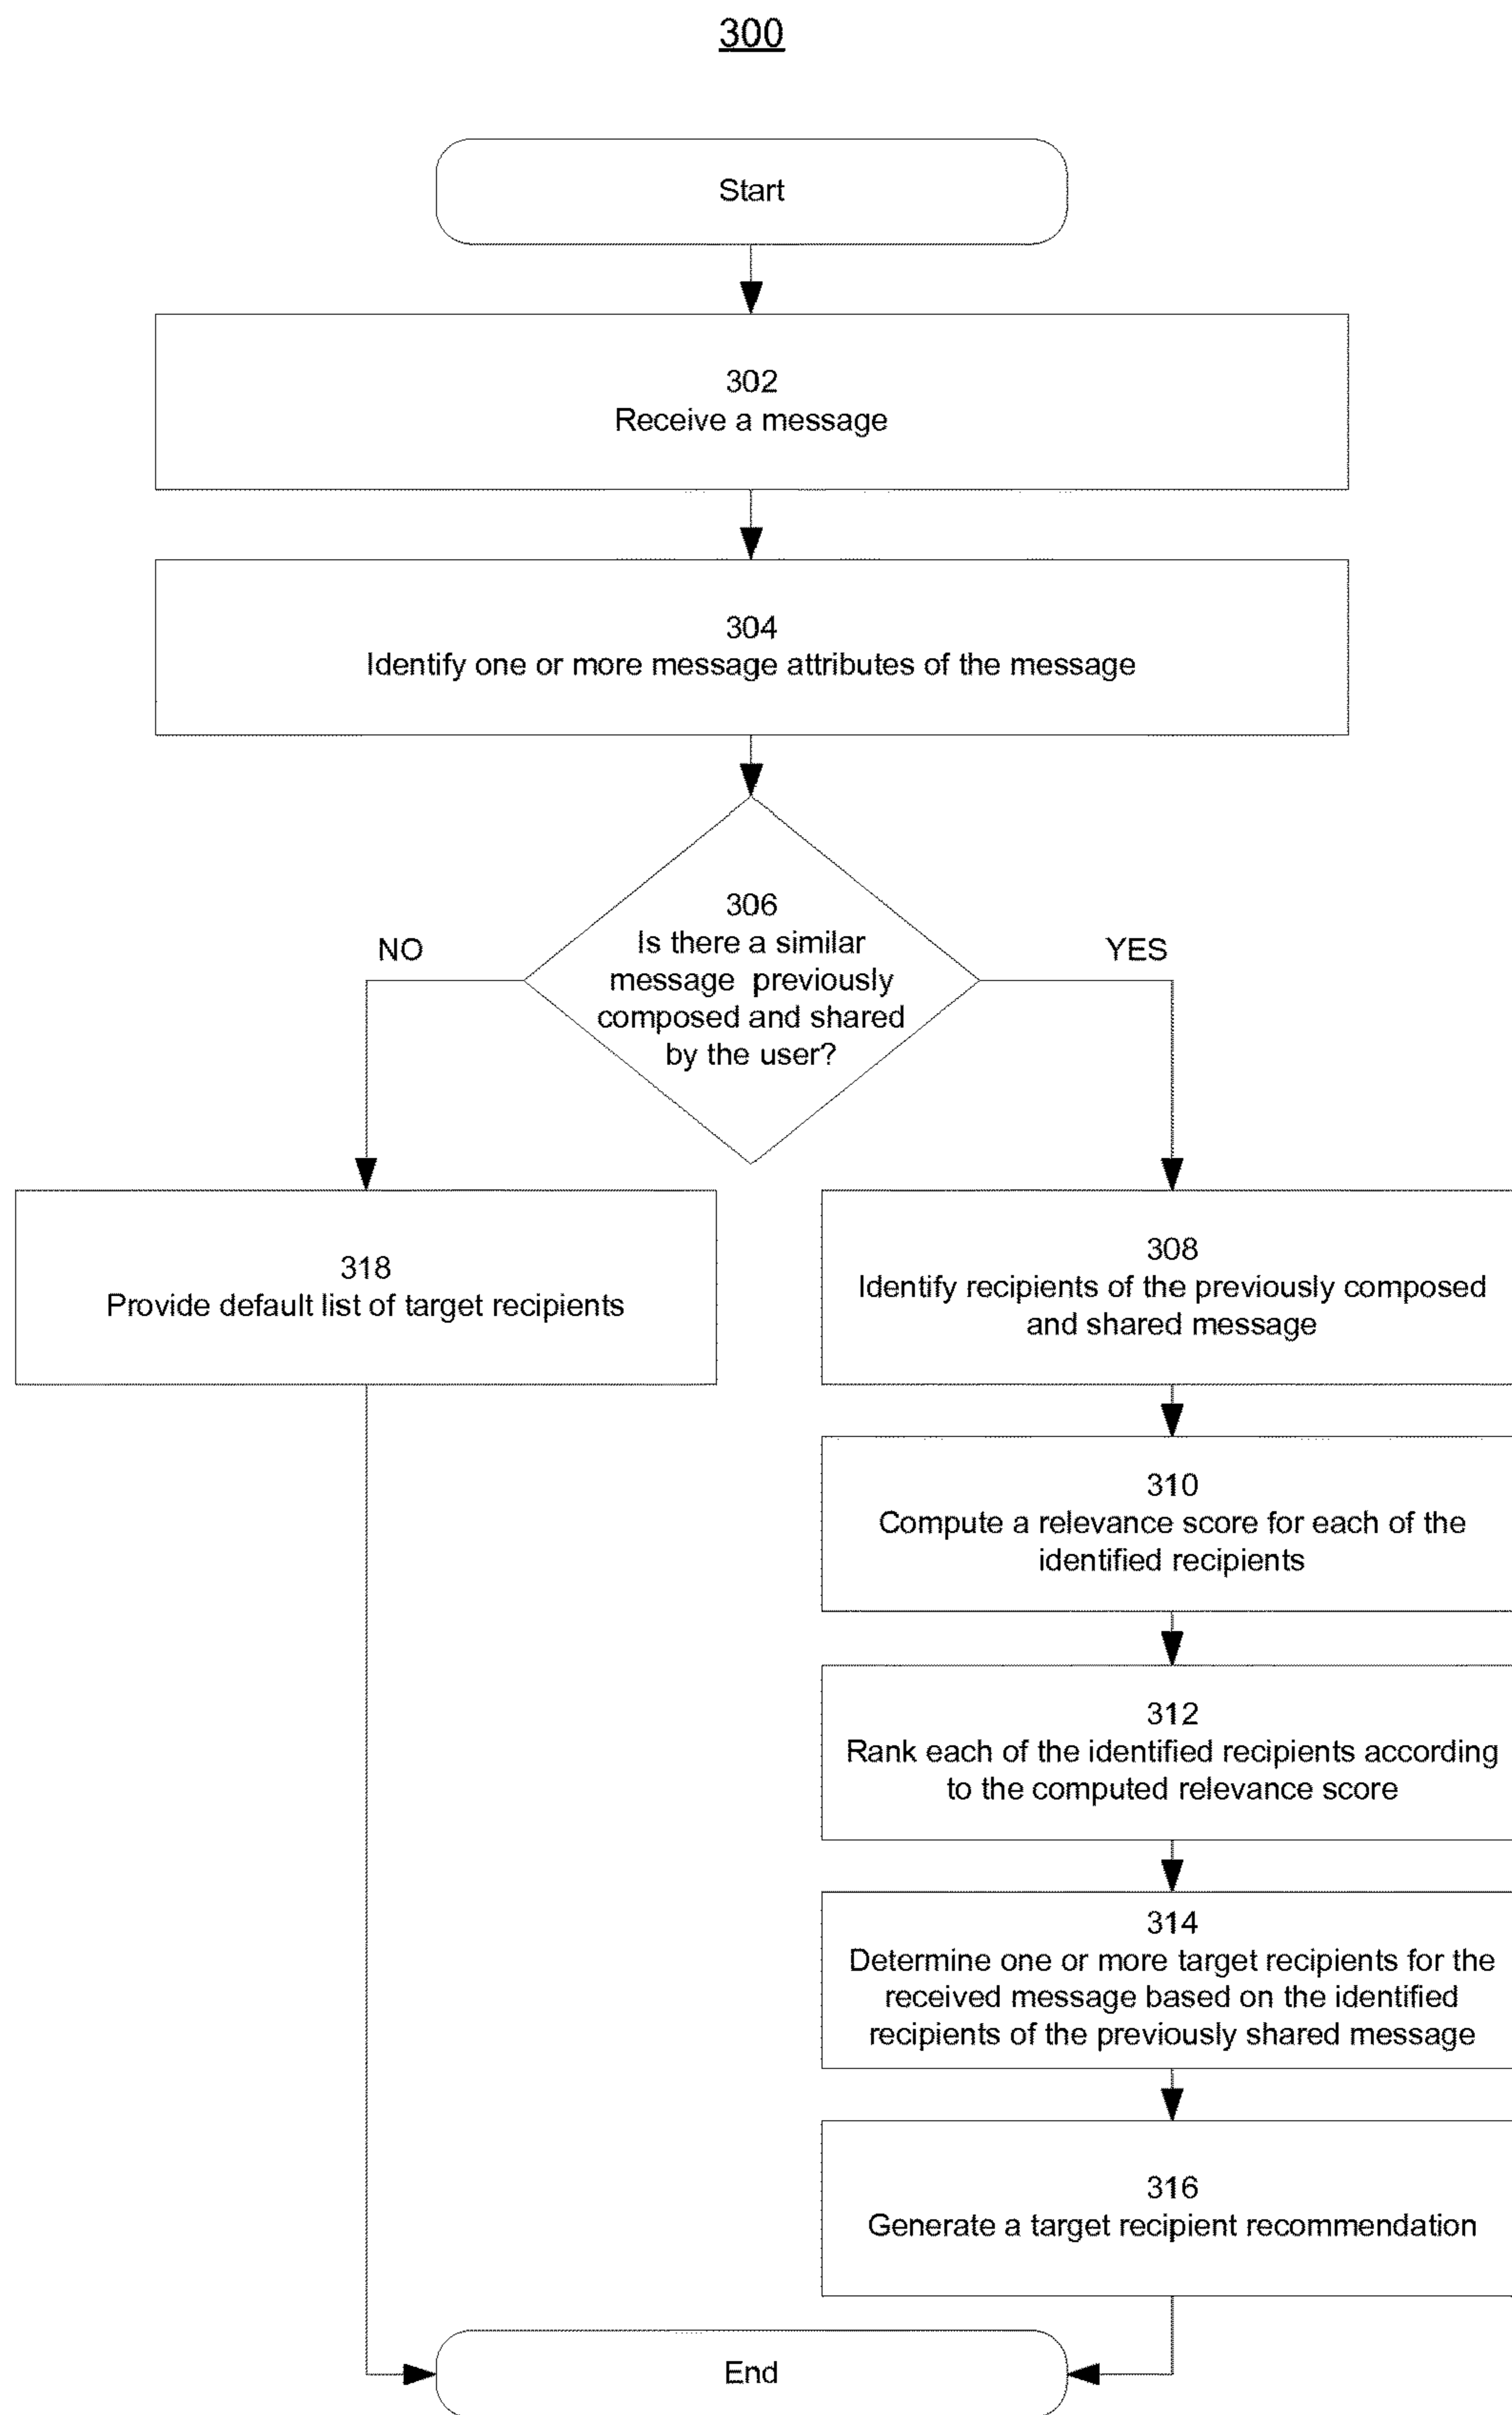 300
Start
302
Receive a message
304
Identify one or more message attributes of the message
306
Is there a similar
message previously
composed and shared
by the user?
NO
YES
318
Provide default list of target recipients
308
Identify recipients of the previously composed
and shared message
310
Compute a relevance score for each of the
identified recipients
312
Rank each of the identified recipients according
to the computed relevance score
314
Determine one or more target recipients for the
received message based on the identified
recipients of the previously shared message
316
Generate a target recipient recommendation
End